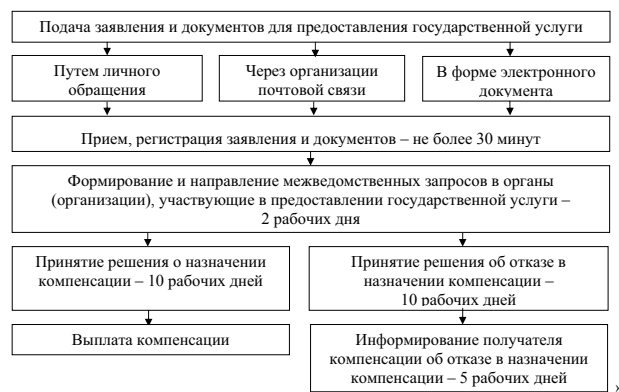 Подача заявления и документов для предоставления государственной услуги
Путем личного
обращения
Через организации
почтовой связи
В форме электронного
документа
Прием, регистрация заявления и документов – не более 30 минут
Формирование и направление межведомственных запросов в органы
(организации), участвующие в предоставлении государственной услуги –
2 рабочих дня
Принятие решения о назначении
компенсации – 10 рабочих дней
Принятие решения об отказе в
назначении компенсации –
10 рабочих дней
Выплата компенсации
Информирование получателя
компенсации об отказе в назначении
компенсации – 5 рабочих дней
»